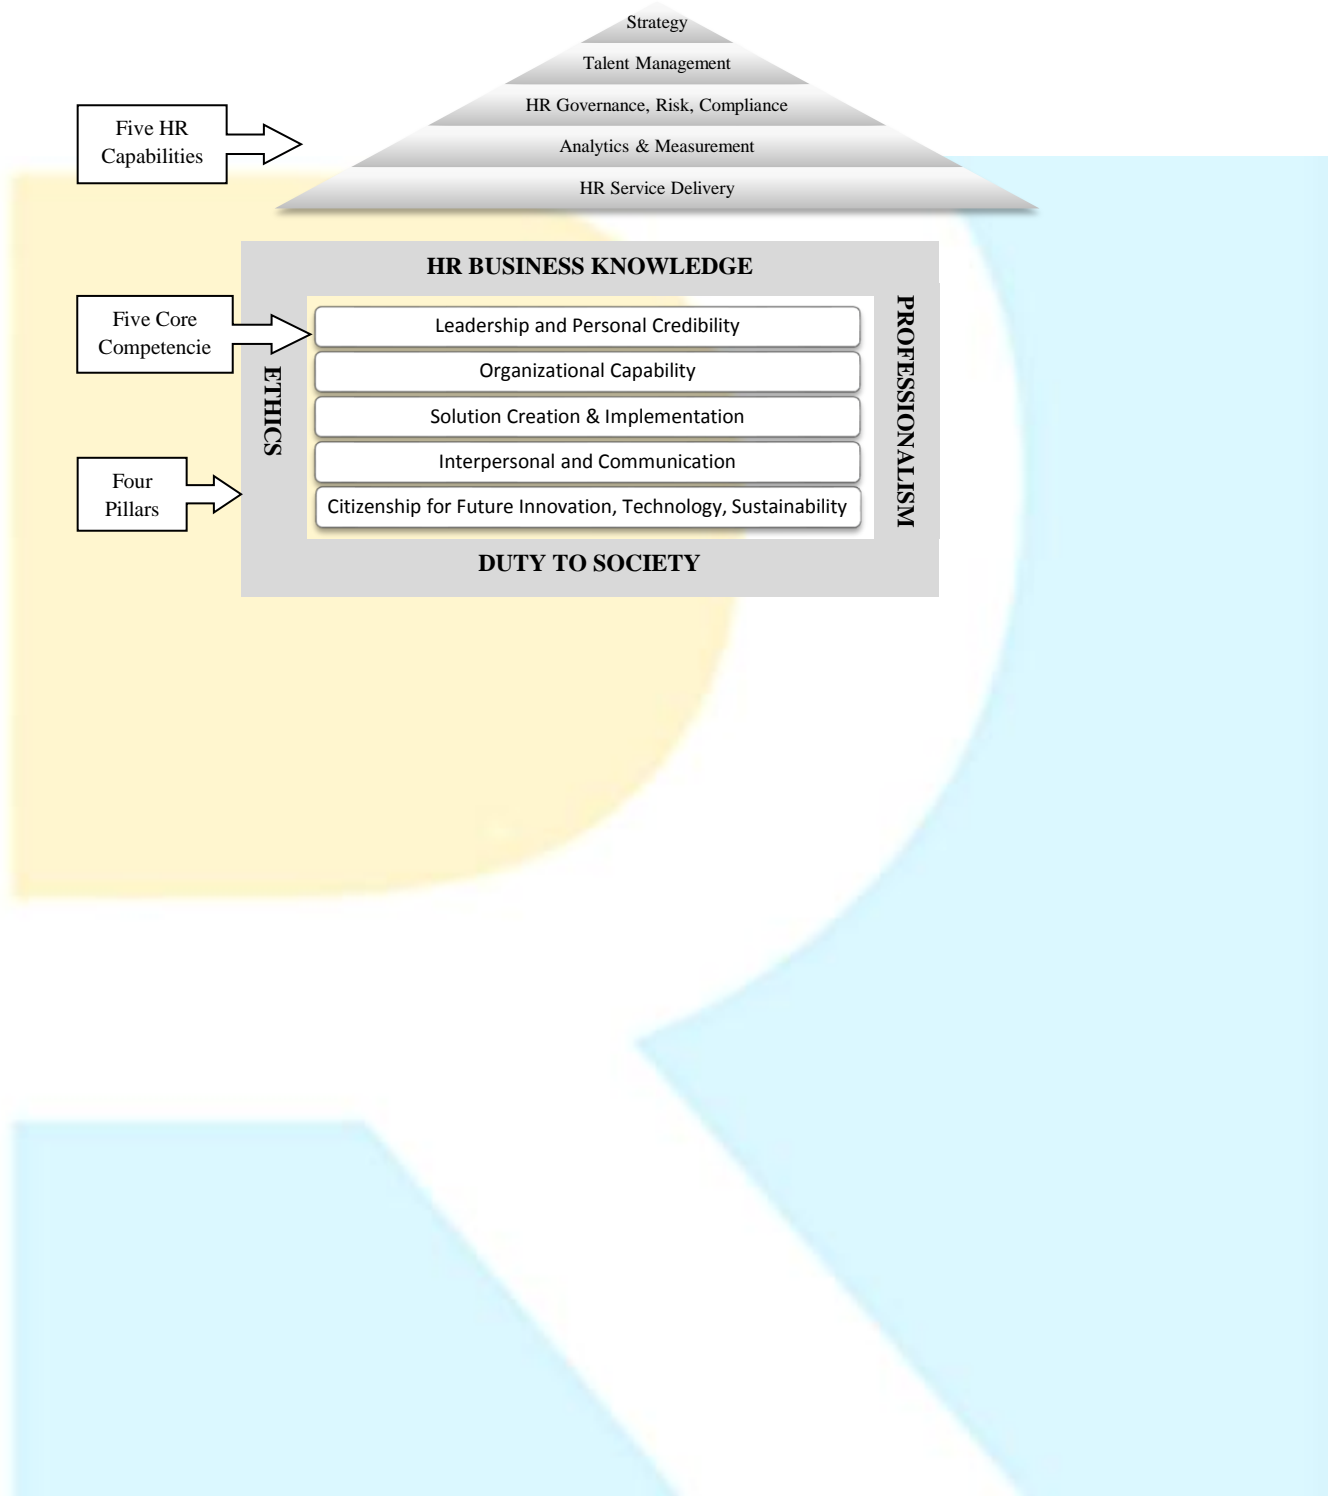 Strategy
Talent Management
HR Governance, Risk, Compliance
Analytics & Measurement
HR Service Delivery
Five HR
Capabilities
HR BUSINESS KNOWLEDGE
Five Core
Competencie
Leadership and Personal Credibility
Organizational Capability
Solution Creation & Implementation
Interpersonal and Communication
Citizenship for Future Innovation, Technology, Sustainability
ETHICS
PROFESSIONALISM
Four
Pillars
DUTY TO SOCIETY